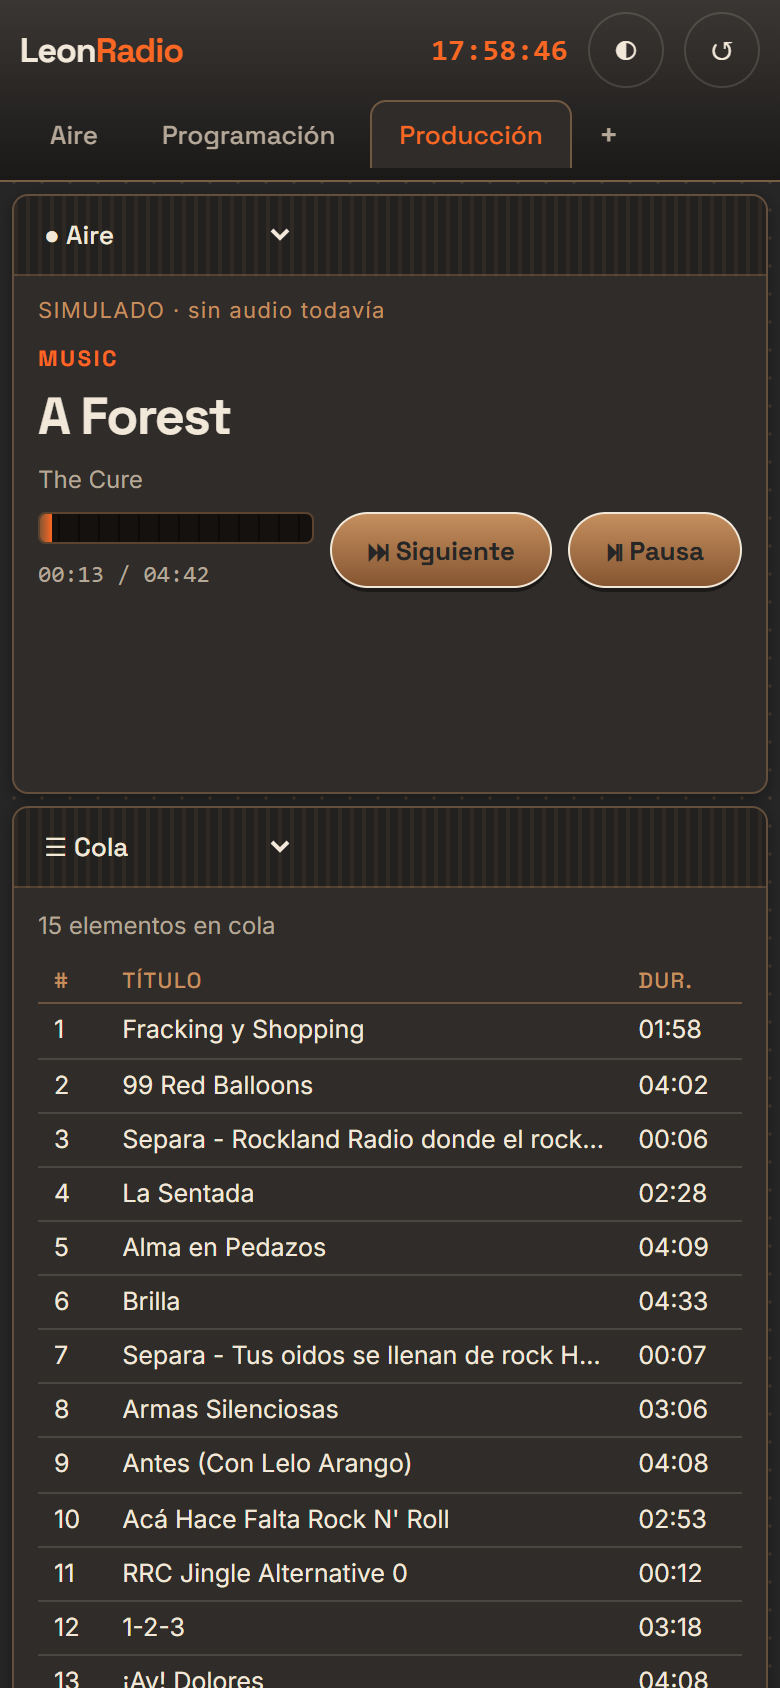 LeonRadio 17:58:46
Aire Programación Producción +
● Aire
SIMULADO · sin audio todavía
MUSIC
A Forest
The Cure
00:13 / 04:42
Siguiente Pausa
☰ Cola
15 elementos en cola
# TÍTULO DUR.
1 Fracking y Shopping 01:58
2 99 Red Balloons 04:02
3 Separa - Rockland Radio donde el rock... 00:06
4 La Sentada 02:28
5 Alma en Pedazos 04:09
6 Brilla 04:33
7 Separa - Tus oidos se llenan de rock H... 00:07
8 Armas Silenciosas 03:06
9 Antes (Con Lelo Arango) 04:08
10 Acá Hace Falta Rock N' Roll 02:53
11 RRC Jingle Alternative 0 00:12
12 1-2-3 03:18
13 ¡Ay! Dolores 04:08